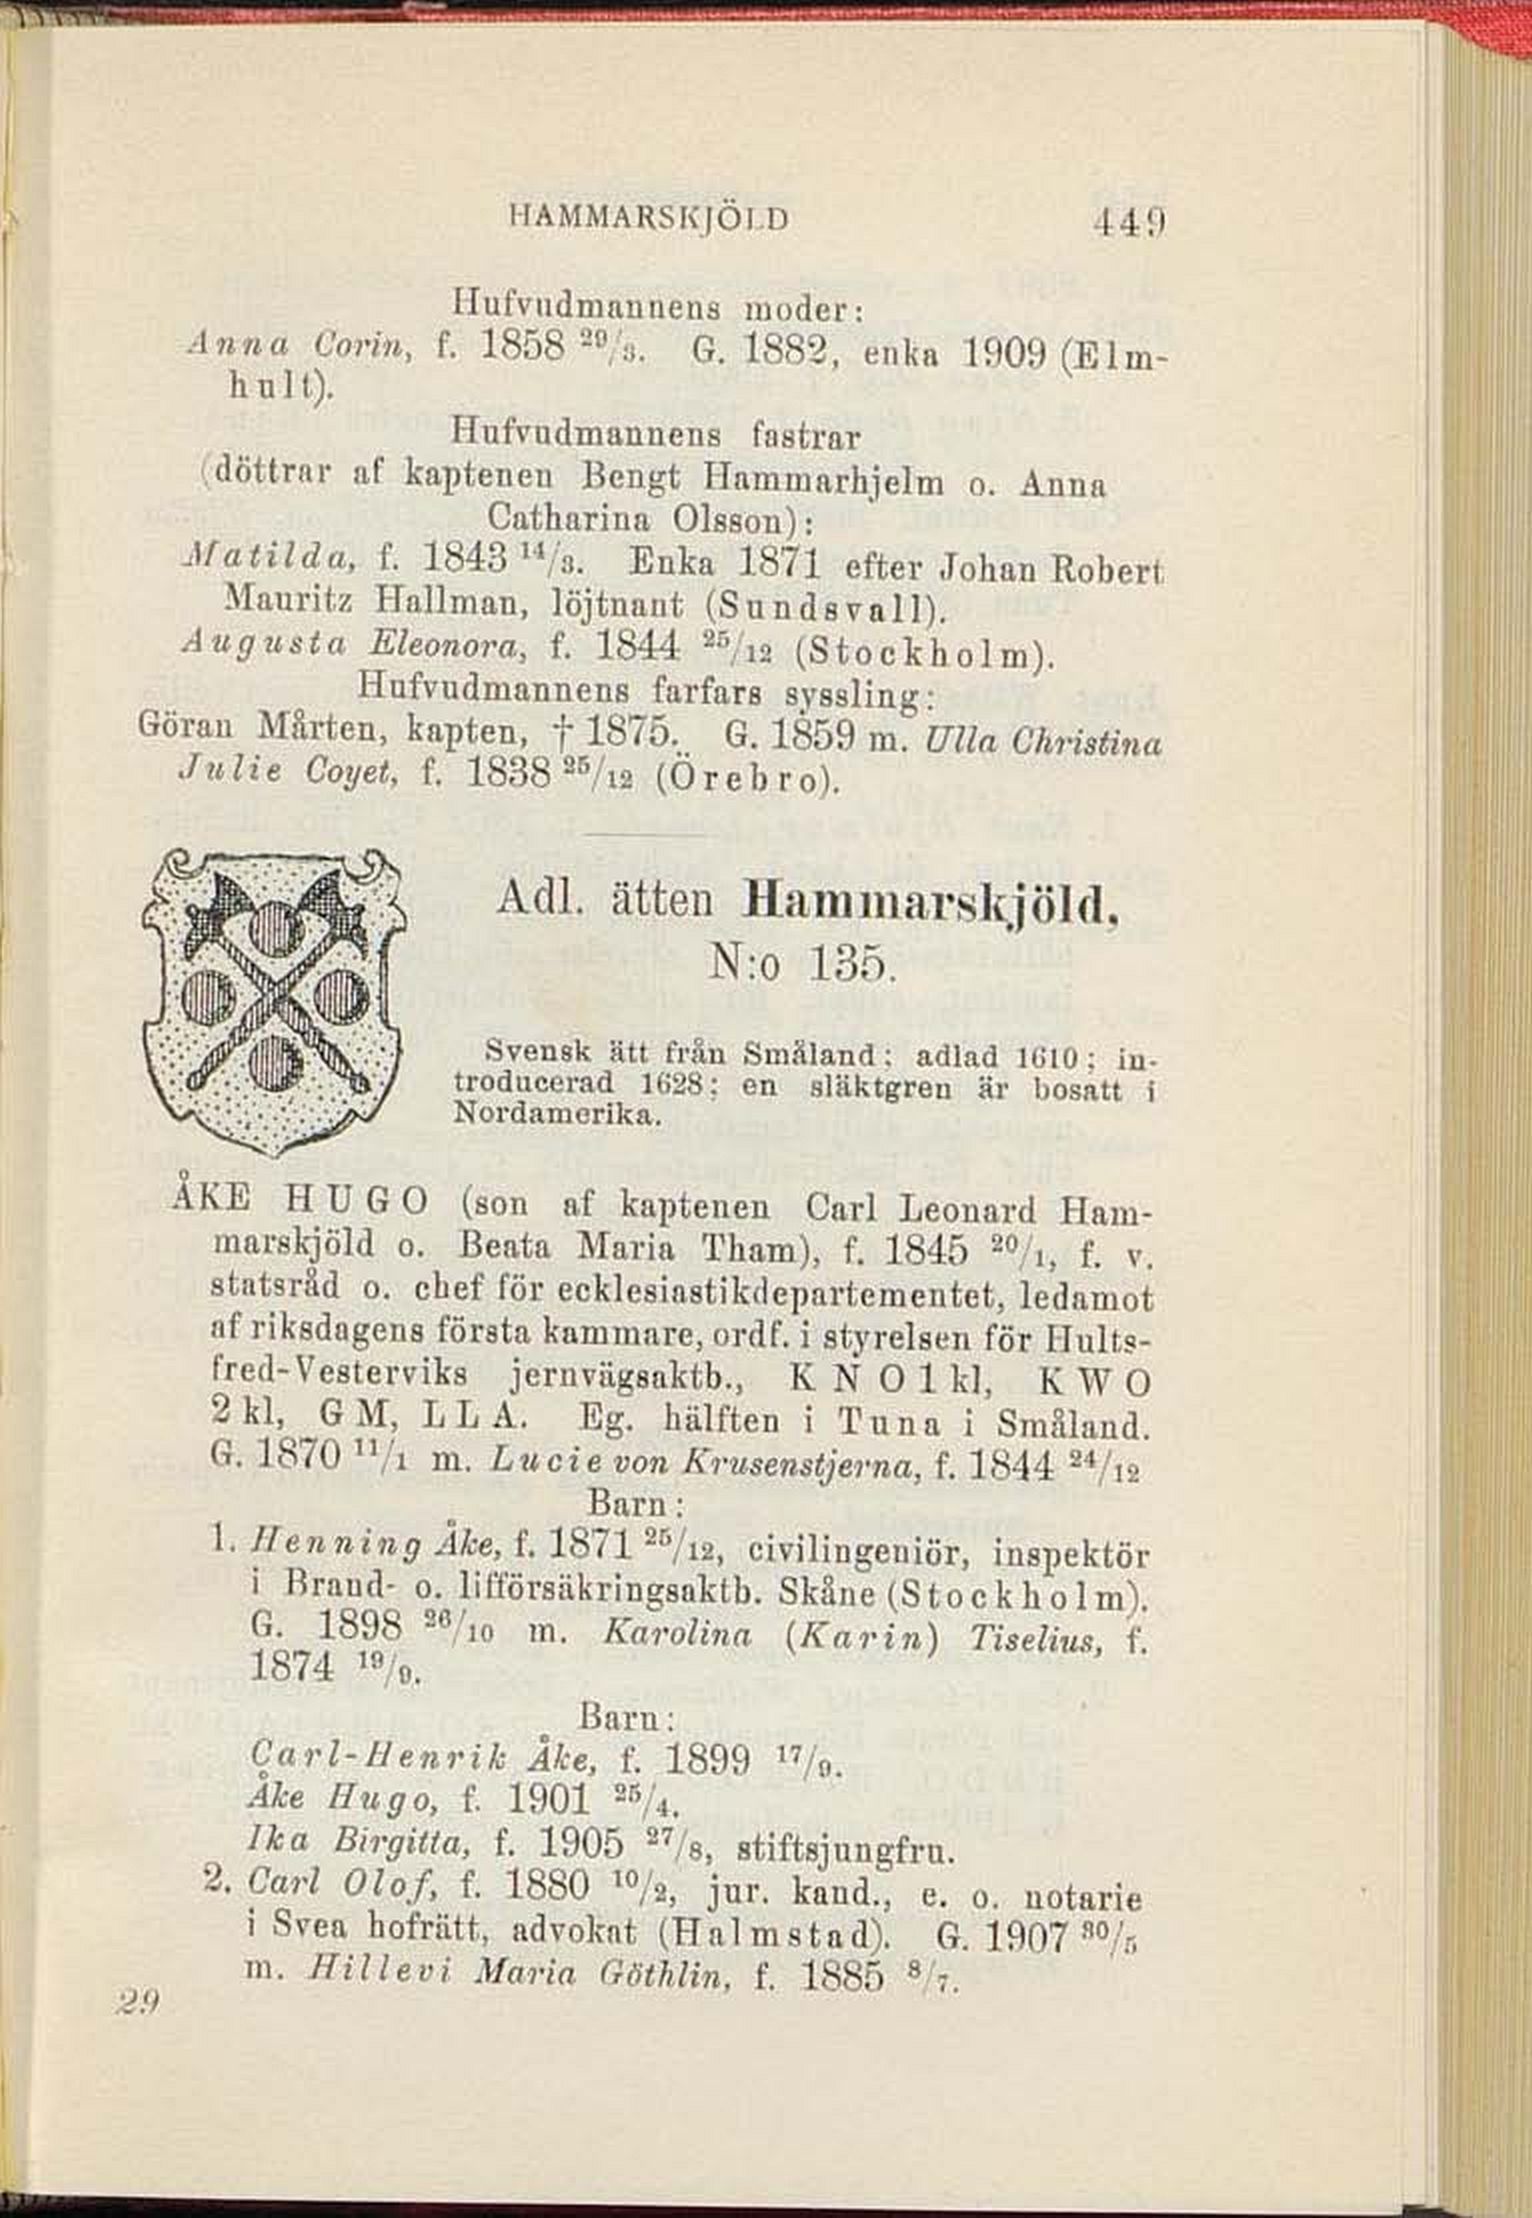 HAMMARSKJÖLD 449
Hufvudmannens moder:
Anna Corin, f. 1858 29/3. G. 1882, enka 1909 (Elm-
hult).
Hufvudmannens fastrar
(döttrar af kaptenen Bengt Hammarhjelm o. Anna
Catharina Olsson):
Matilda, f. 1843 14/3. Enka 1871 efter Johan Robert
Mauritz Hallman, löjtnant (Sundsvall).
Augusta Eleonora, f. 1844 25/12 (Stockholm).
Hufvudmannens farfars syssling:
Göran Mårten, kapten, † 1875. G. 1859 m. Ulla Christina
Julie Coyet, f. 1838 25/12 (Örebro).
Adl. ätten Hammarskjöld,
N:o 135.
Svensk ätt från Småland; adlad 1610; in-
troducerad 1628; en släktgren är bosatt i
Nordamerika.
ÅKE HUGO (son af kaptenen Carl Leonard Ham-
marskjöld o. Beata Maria Tham), f. 1845 20/1, f. v.
statsråd o. chef för ecklesiastikdepartementet, ledamot
af riksdagens första kammare, ordf. i styrelsen för Hults-
fred-Vesterviks jernvägsaktb., K N O 1 kl, K W O
2 kl, G M, L L A. Eg. hälften i Tuna i Småland.
G. 1870 11/1 m. Lucie von Krusenstjerna, f. 1844 24/12
Barn:
1. Henning Åke, f. 1871 25/12, civilingeniör, inspektör
i Brand- o. lifförsäkringsaktb. Skåne (Stockholm).
G. 1898 26/10 m. Karolina (Karin) Tiselius, f.
1874 19/9.
Barn:
Carl-Henrik Åke, f. 1899 17/9.
Åke Hugo, f. 1901 25/4.
Ika Birgitta, f. 1905 27/8, stiftsjungfru.
2. Carl Olof, f. 1880 10/2, jur. kand., e. o. notarie
i Svea hofrätt, advokat (Halmstad). G. 1907 30/5
m. Hillevi Maria Göthlin, f. 1885 8/7.
29